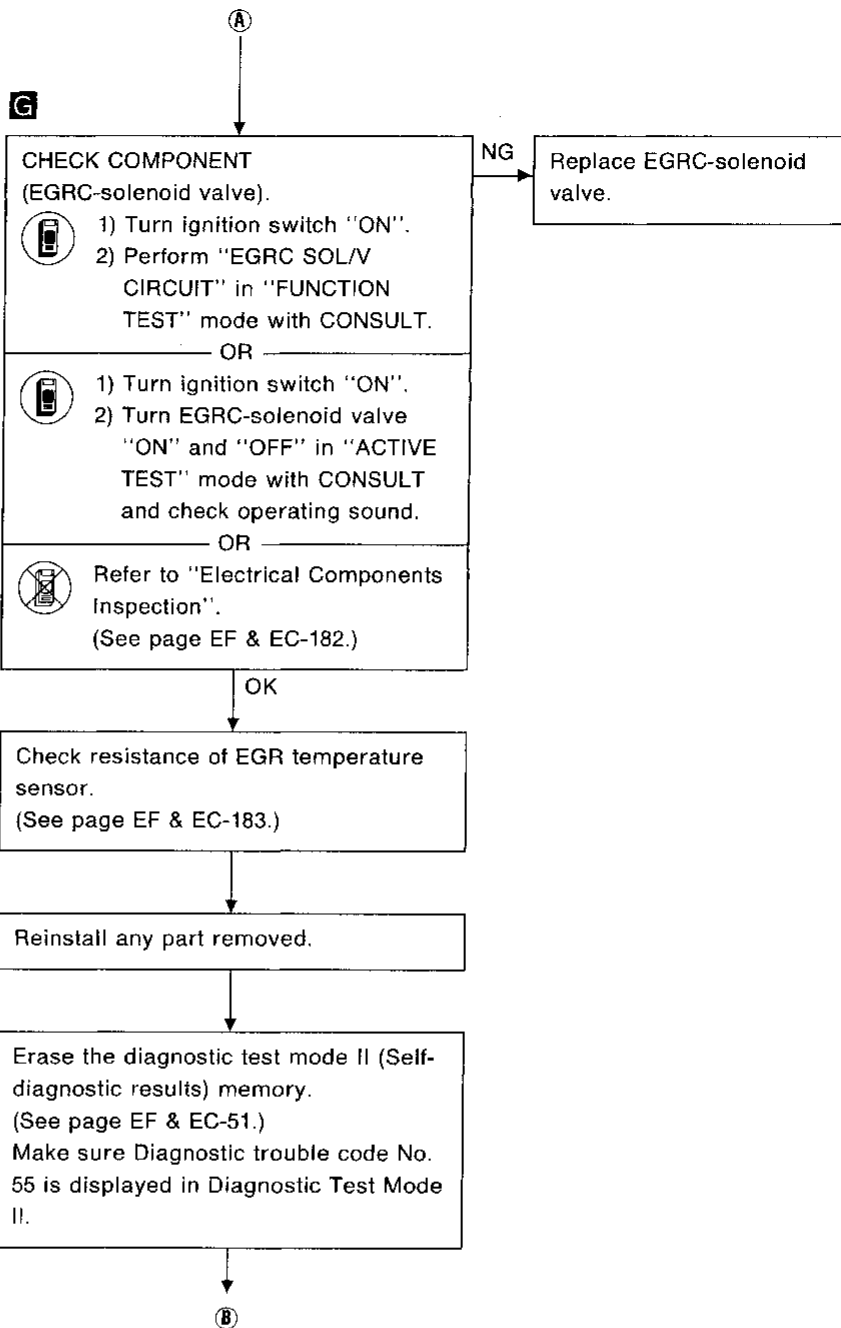 A
G
CHECK COMPONENT
(EGRC-solenoid valve).
1) Turn ignition switch "ON".
2) Perform "EGRC SOL/V
CIRCUIT" in "FUNCTION
TEST" mode with CONSULT.
OR
1) Turn ignition switch "ON".
2) Turn EGRC-solenoid valve
"ON" and "OFF" in "ACTIVE
TEST" mode with CONSULT
and check operating sound.
OR
Refer to "Electrical Components
Inspection".
(See page EF & EC-182.)
NG
Replace EGRC-solenoid
valve.
OK
Check resistance of EGR temperature
sensor.
(See page EF & EC-183.)
Reinstall any part removed.
Erase the diagnostic test mode II (Self-
diagnostic results) memory.
(See page EF & EC-51.)
Make sure Diagnostic trouble code No.
55 is displayed in Diagnostic Test Mode
II.
B